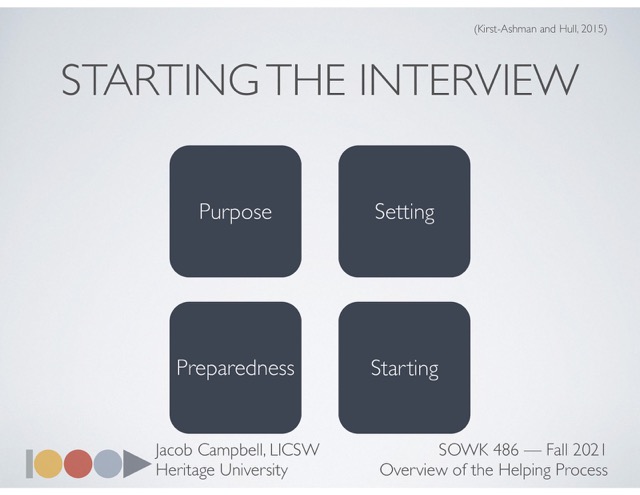 (Kirst-Ashman and Hull, 2015)
STARTING THE INTERVIEW
Purpose
Setting
Preparedness
Starting
Jacob Campbell, LICSW
Heritage University
SOWK 486 — Fall 2021
Overview of the Helping Process